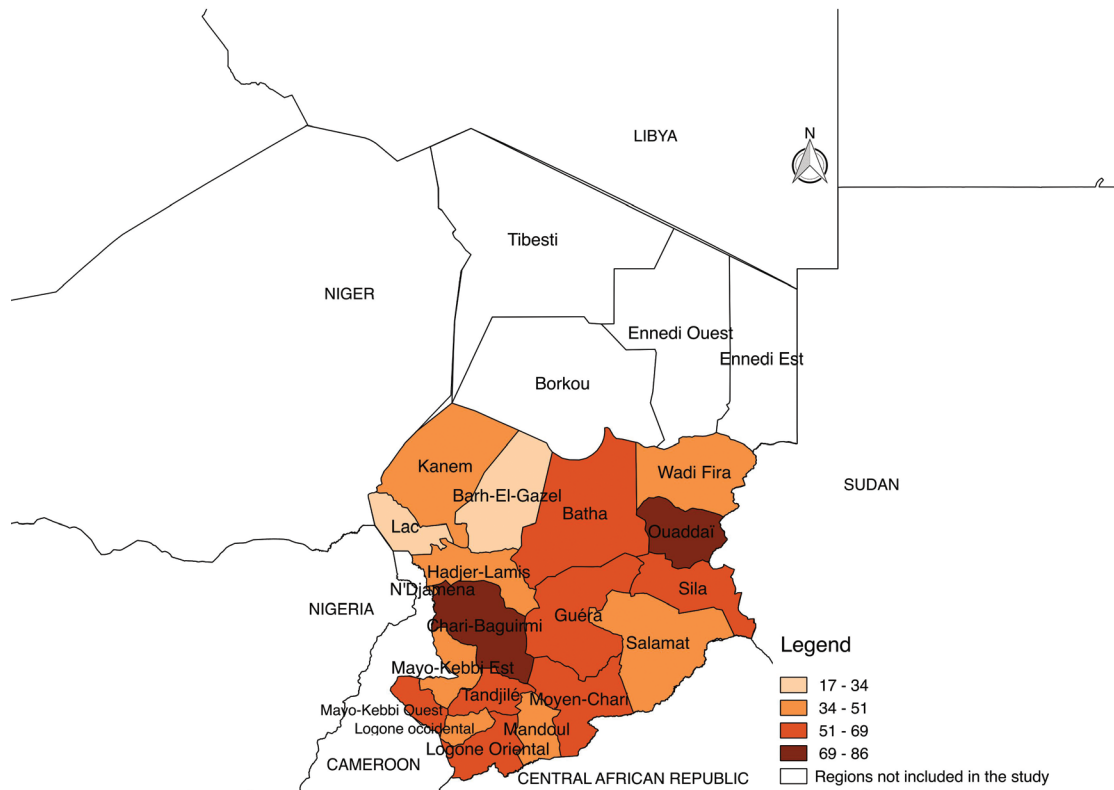 N
LIBYA
Tibesti
NIGER
Ennedi Ouest
Ennedi Est
Borkou
Kanem
Wadi Fira
SUDAN
Barh-El-Gazel
Batha
Lac
Ouaddaï
Hadjer-Lamis
N'Djamena
Sila
NIGERIA
Guéra
Chari-Baguirmi
Salamat
Legend
Mayo-Kebbi Est
17 - 34
Tandjilé
Moyen-Chari
34 - 51
Mayo-Kebbi Ouest
Logone occidental
Mandoul
51 - 69
Logone Oriental
69 - 86
CAMEROON
CENTRAL AFRICAN REPUBLIC
Regions not included in the study